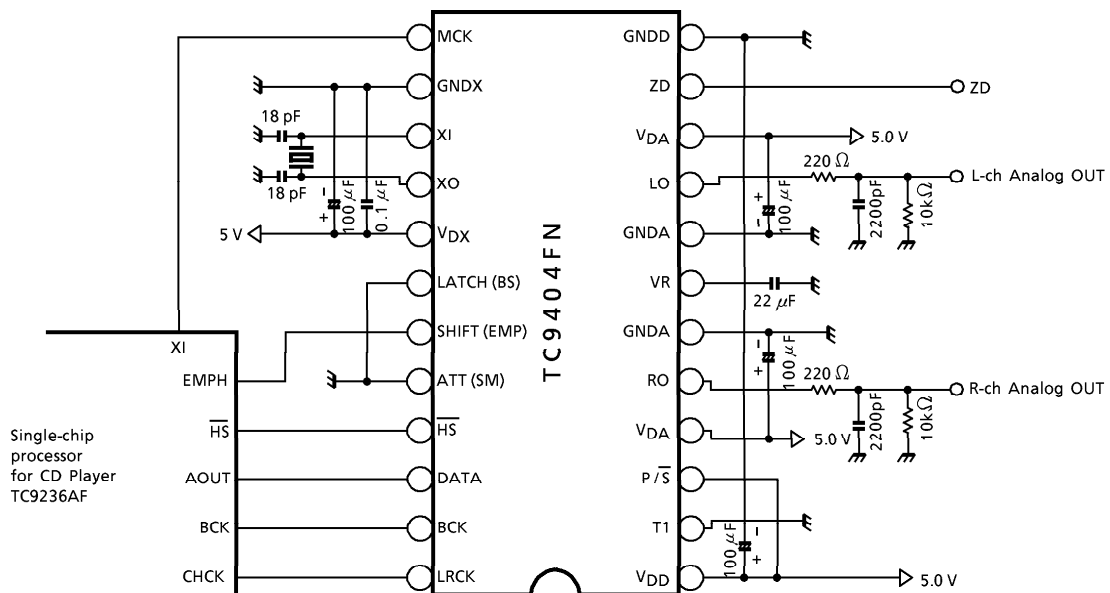 MCK
GNDD
GNDX
ZD
ZD
18 pF
XI
V_DA
5.0 V
18 pF
XO
220 Ω
LO
L-ch Analog OUT
- + 100 μF
0.1 μF
+ - 100 μF
2200pF
10kΩ
5 V
V_DX
GNDA
LATCH (BS)
VR
22 μF
TC9404FN
SHIFT (EMP)
GNDA
XI
- + 100 μF
220 Ω
EMPH
ATT (SM)
RO
R-ch Analog OUT
2200pF
10kΩ
H̅S̅
H̅S̅
V_DA
5.0 V
Single-chip
processor
for CD Player
TC9236AF
AOUT
DATA
P / S̅
BCK
BCK
T1
100 μF - +
CHCK
LRCK
V_DD
5.0 V